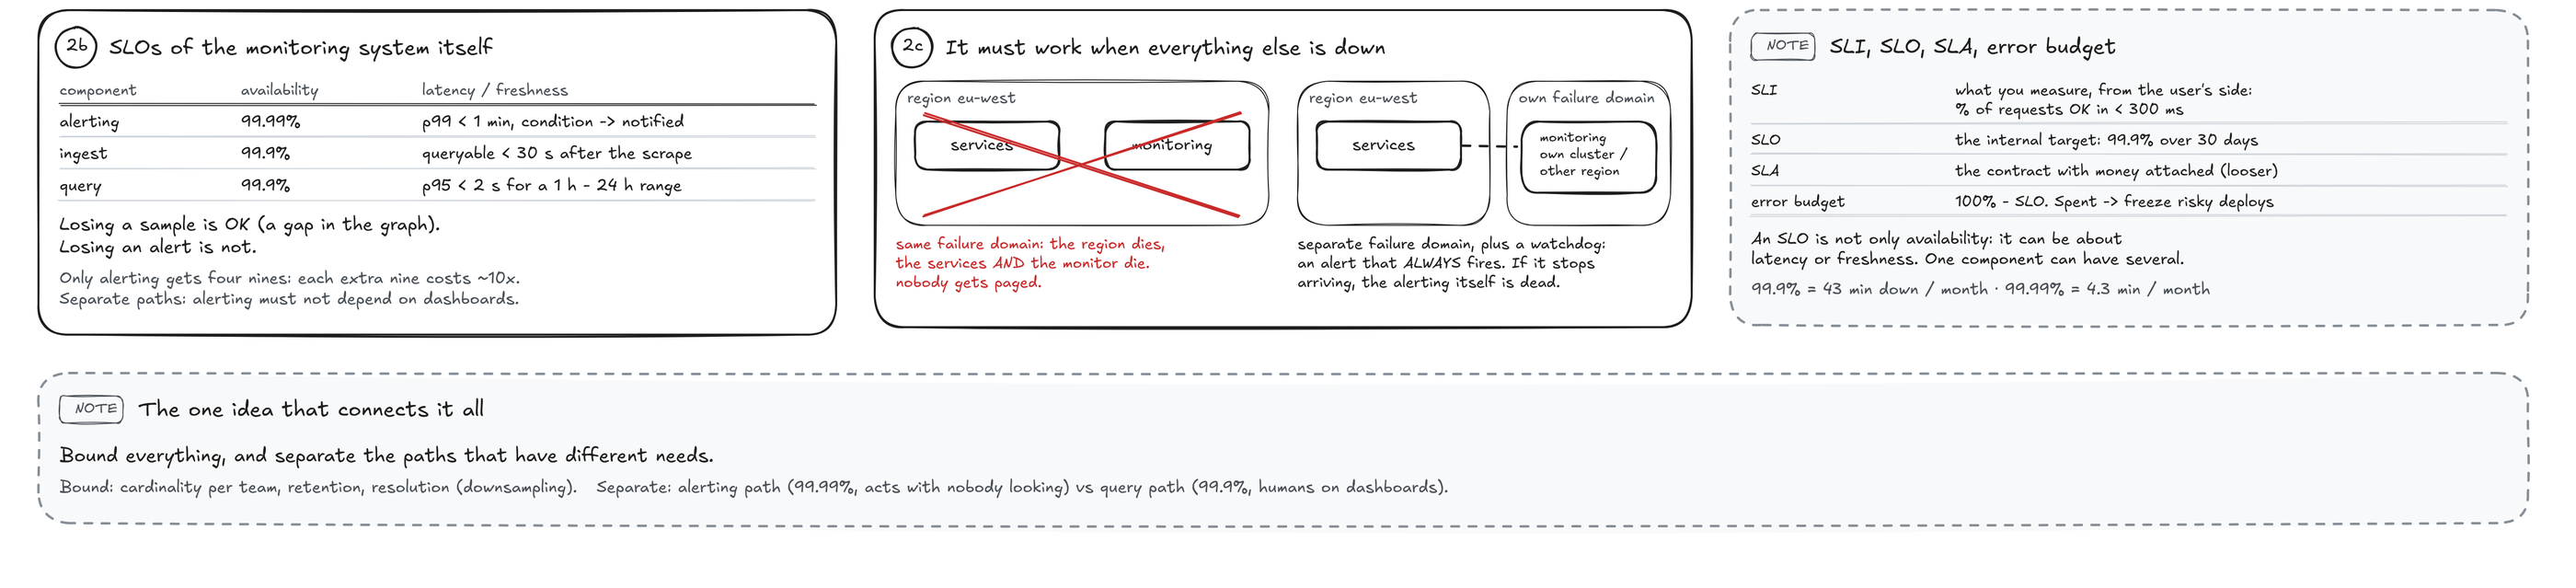 2b SLOs of the monitoring system itself
component availability latency / freshness
alerting 99.99% p99 < 1 min, condition -> notified
ingest 99.9% queryable < 30 s after the scrape
query 99.9% p95 < 2 s for a 1 h - 24 h range
Losing a sample is OK (a gap in the graph).
Losing an alert is not.
Only alerting gets four nines: each extra nine costs ~10x.
Separate paths: alerting must not depend on dashboards.
2c It must work when everything else is down
region eu-west
services
monitoring
same failure domain: the region dies,
the services AND the monitor die.
nobody gets paged.
region eu-west
services
own failure domain
monitoring
own cluster /
other region
separate failure domain, plus a watchdog:
an alert that ALWAYS fires. If it stops
arriving, the alerting itself is dead.
NOTE SLI, SLO, SLA, error budget
SLI what you measure, from the user's side:
% of requests OK in < 300 ms
SLO the internal target: 99.9% over 30 days
SLA the contract with money attached (looser)
error budget 100% - SLO. Spent -> freeze risky deploys
An SLO is not only availability: it can be about
latency or freshness. One component can have several.
99.9% = 43 min down / month · 99.99% = 4.3 min / month
NOTE The one idea that connects it all
Bound everything, and separate the paths that have different needs.
Bound: cardinality per team, retention, resolution (downsampling). Separate: alerting path (99.99%, acts with nobody looking) vs query path (99.9%, humans on dashboards).